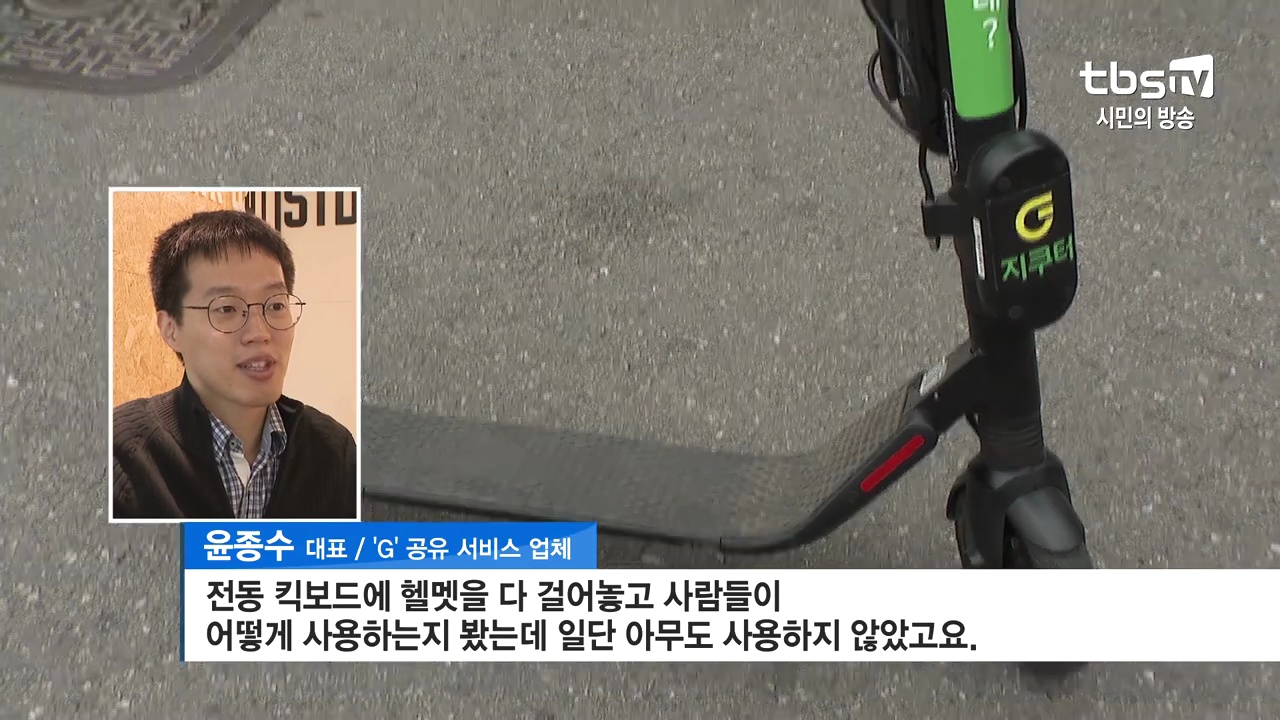 ?
tbsTV
시민의 방송
G
지쿠터
윤종수 대표 / 'G' 공유 서비스 업체
전동 킥보드에 헬멧을 다 걸어놓고 사람들이
어떻게 사용하는지 봤는데 일단 아무도 사용하지 않았고요.